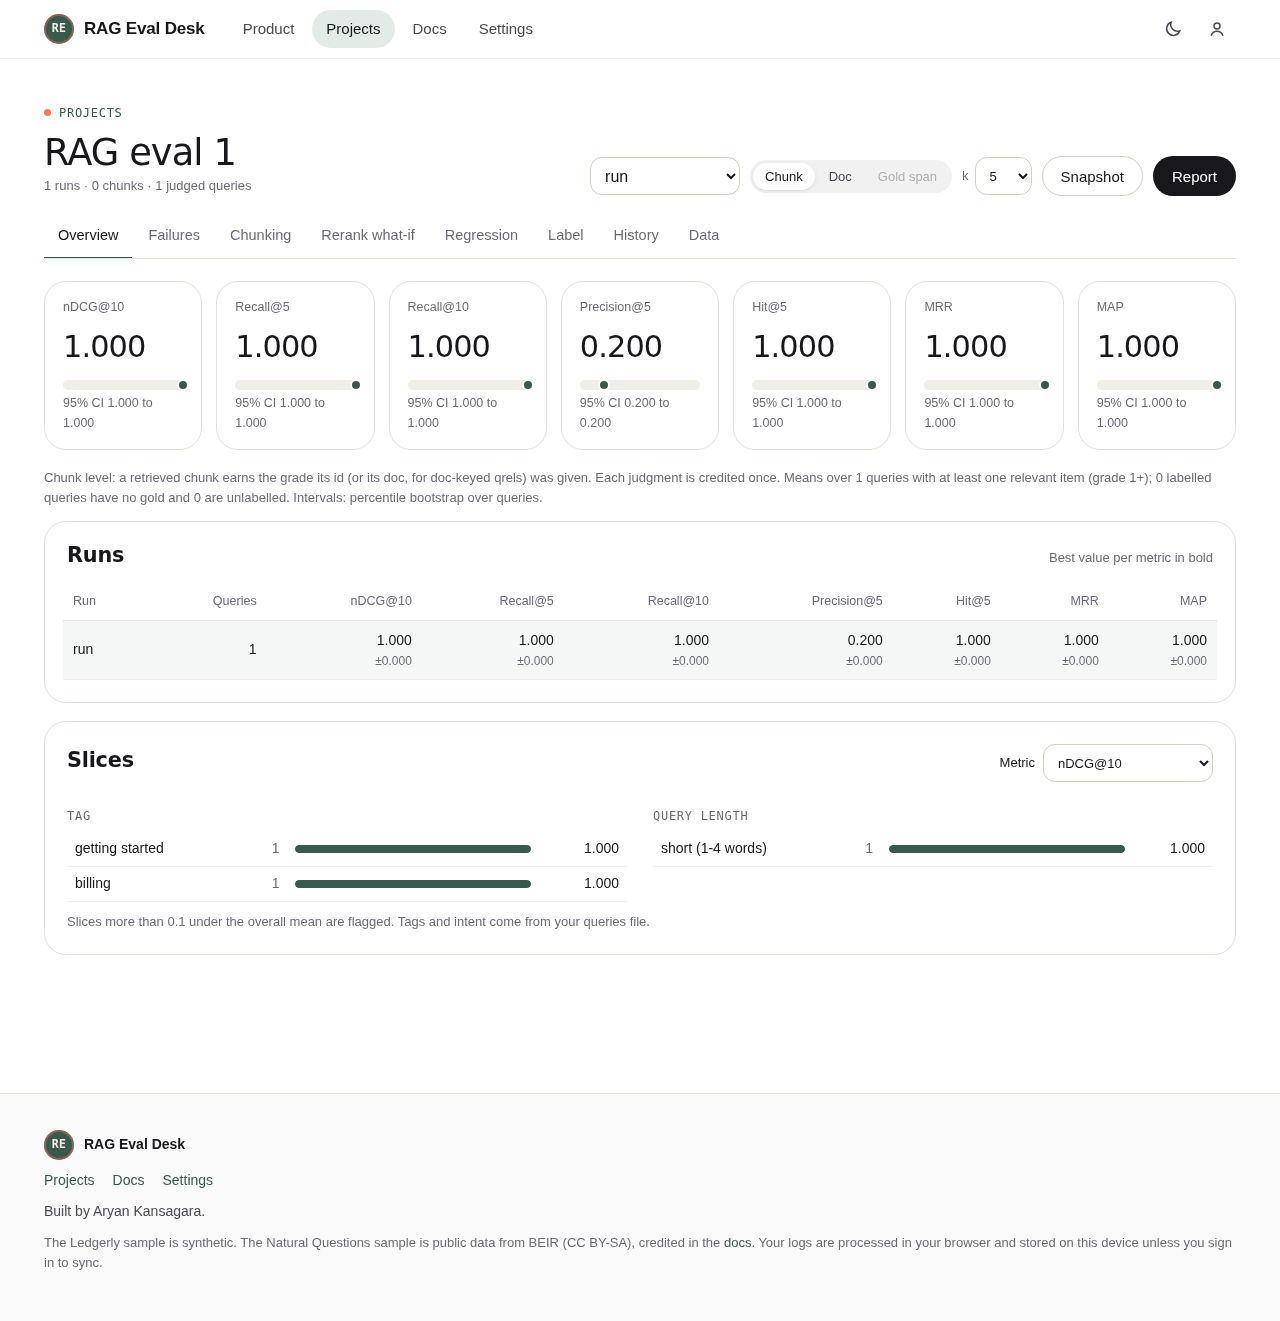 RE RAG Eval Desk Product Projects Docs Settings
PROJECTS
RAG eval 1
1 runs · 0 chunks · 1 judged queries
run Chunk Doc Gold span k 5 Snapshot Report
Overview Failures Chunking Rerank what-if Regression Label History Data
nDCG@10 Recall@5 Recall@10 Precision@5 Hit@5 MRR MAP
1.000 1.000 1.000 0.200 1.000 1.000 1.000
95% CI 1.000 to 95% CI 1.000 to 95% CI 1.000 to 95% CI 0.200 to 95% CI 1.000 to 95% CI 1.000 to 95% CI 1.000 to
1.000 1.000 1.000 0.200 1.000 1.000 1.000
Chunk level: a retrieved chunk earns the grade its id (or its doc, for doc-keyed qrels) was given. Each judgment is credited once. Means over 1 queries with at least one relevant item (grade 1+); 0 labelled
queries have no gold and 0 are unlabelled. Intervals: percentile bootstrap over queries.
Runs Best value per metric in bold
Run Queries nDCG@10 Recall@5 Recall@10 Precision@5 Hit@5 MRR MAP
run 1 1.000 1.000 1.000 0.200 1.000 1.000 1.000
±0.000 ±0.000 ±0.000 ±0.000 ±0.000 ±0.000 ±0.000
Slices Metric nDCG@10
TAG QUERY LENGTH
getting started 1 1.000 short (1-4 words) 1 1.000
billing 1 1.000
Slices more than 0.1 under the overall mean are flagged. Tags and intent come from your queries file.
RE RAG Eval Desk
Projects Docs Settings
Built by Aryan Kansagara.
The Ledgerly sample is synthetic. The Natural Questions sample is public data from BEIR (CC BY-SA), credited in the docs. Your logs are processed in your browser and stored on this device unless you sign
in to sync.